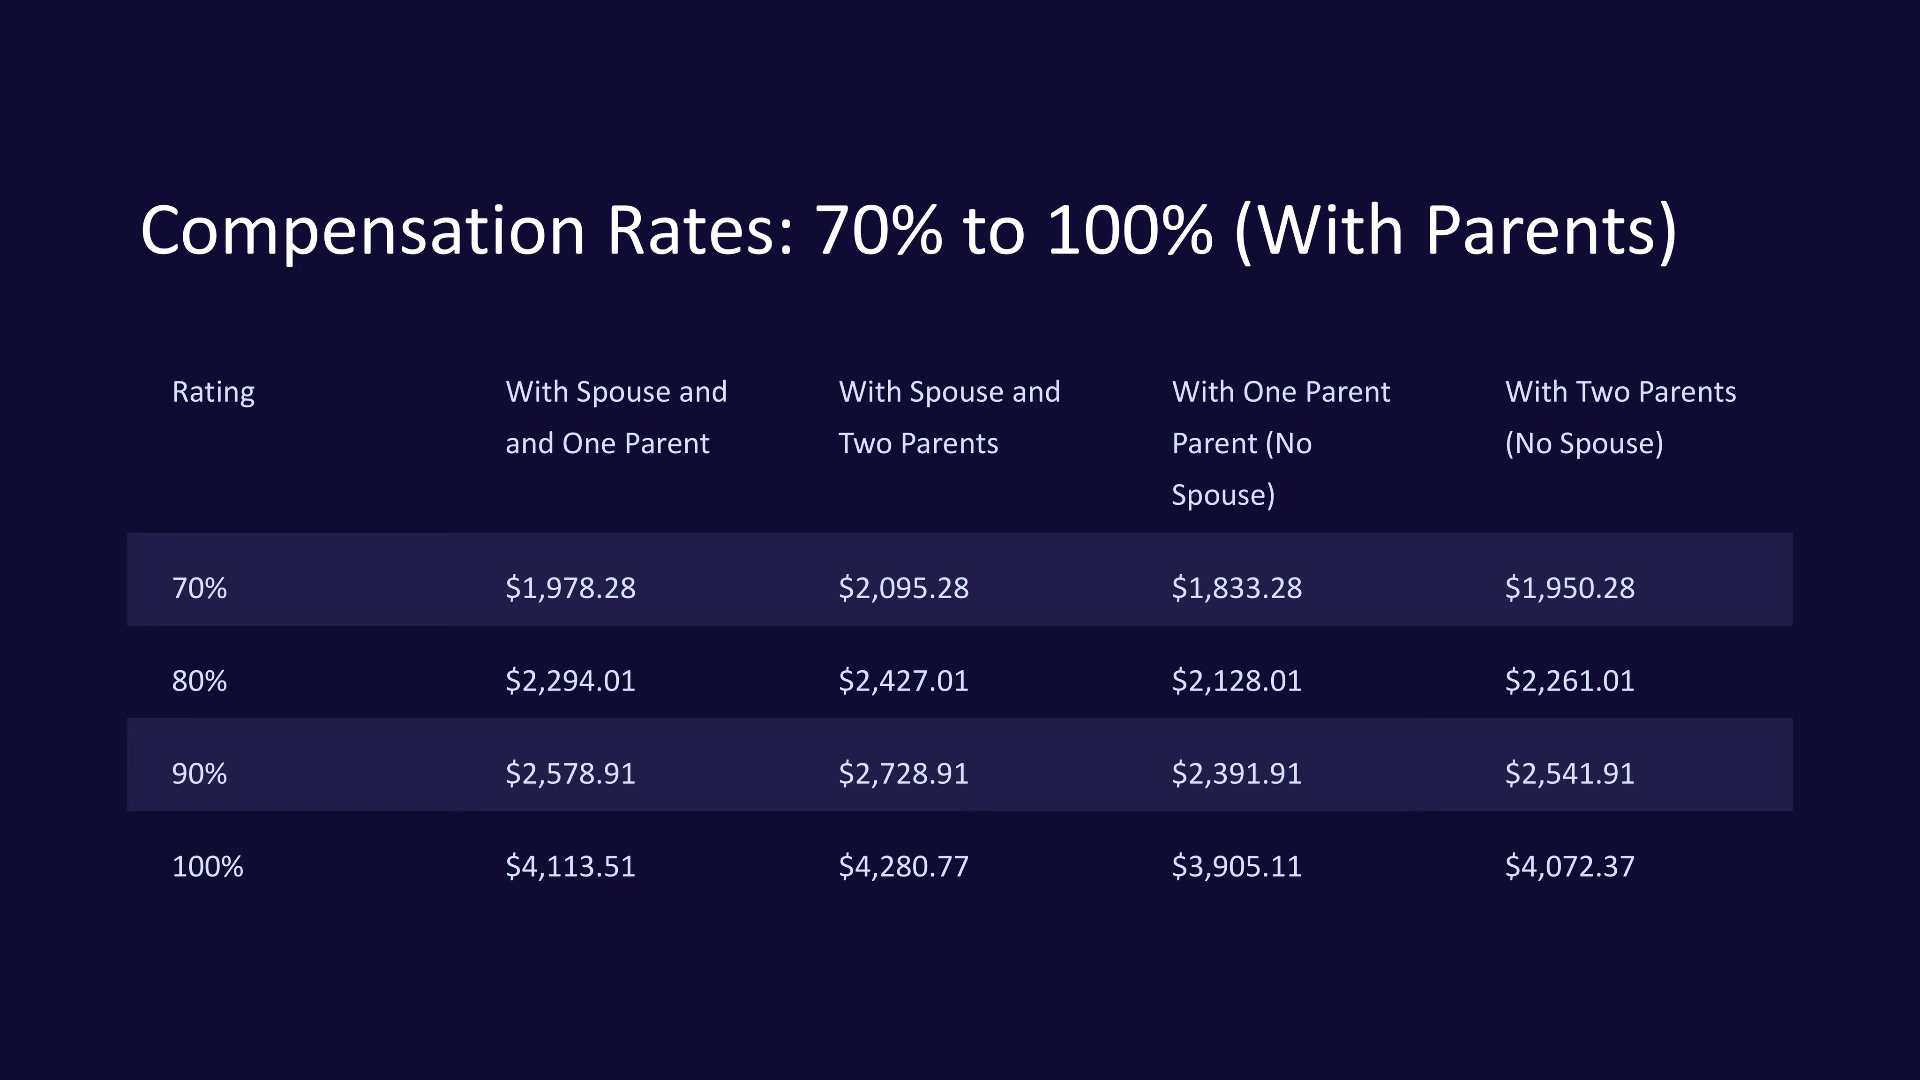 Compensation Rates: 70% to 100% (With Parents)
Rating
With Spouse and
and One Parent
With Spouse and
Two Parents
With One Parent
Parent (No
Spouse)
With Two Parents
(No Spouse)
70% $1,978.28 $2,095.28 $1,833.28 $1,950.28
80% $2,294.01 $2,427.01 $2,128.01 $2,261.01
90% $2,578.91 $2,728.91 $2,391.91 $2,541.91
100% $4,113.51 $4,280.77 $3,905.11 $4,072.37